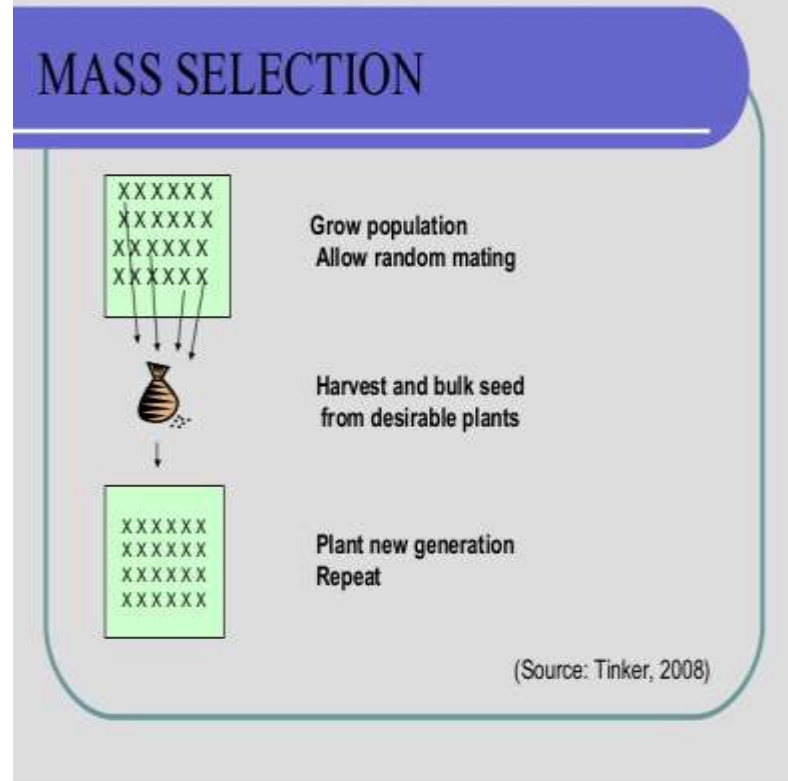 MASS SELECTION
XXXXXX
XXXXXX
XXXXXX
XXXXXX
Grow population
Allow random mating
Harvest and bulk seed
from desirable plants
XXXXXX
XXXXXX
XXXXXX
XXXXXX
Plant new generation
Repeat
(Source: Tinker, 2008)